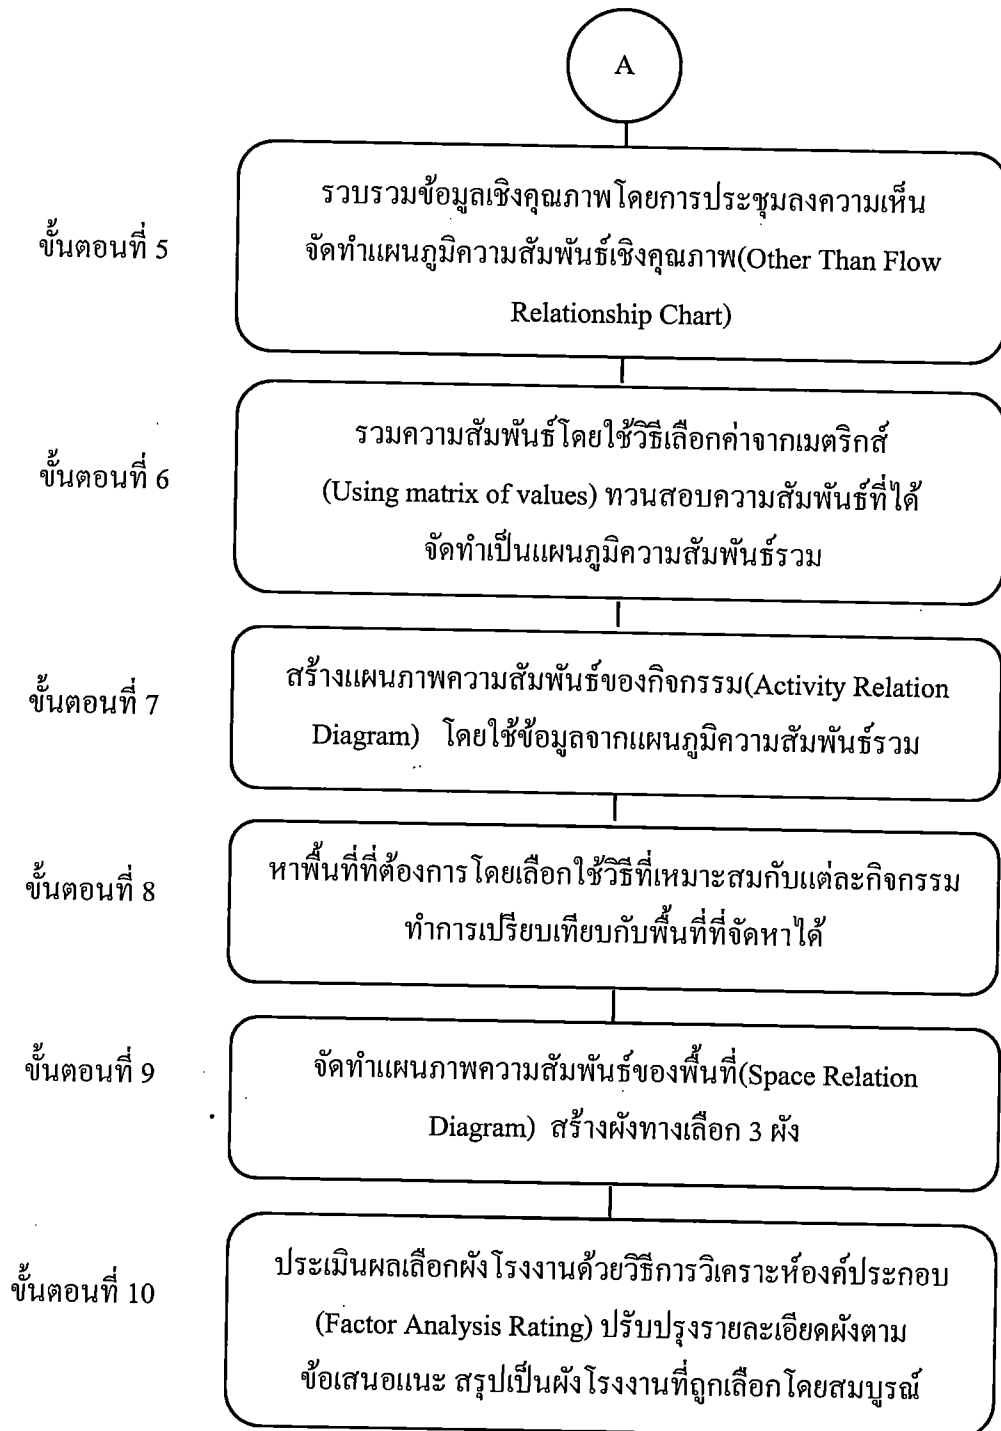 A
รวบรวมข้อมูลเชิงคุณภาพโดยการประชุมลงความเห็น
ขั้นตอนที่ 5
จัดทำแผนภูมิความสัมพันธ์เชิงคุณภาพ(Other Than Flow
Relationship Chart)
รวมความสัมพันธ์โดยใช้วิธีเลือกค่าจากเมตริกส์
ขั้นตอนที่ 6
(Using matrix of values) ทวนสอบความสัมพันธ์ที่ได้
จัดทำเป็นแผนภูมิความสัมพันธ์รวม
สร้างแผนภาพความสัมพันธ์ของกิจกรรม(Activity Relation
ขั้นตอนที่ 7
Diagram) โดยใช้ข้อมูลจากแผนภูมิความสัมพันธ์รวม
หาพื้นที่ที่ต้องการโดยเลือกใช้วิธีที่เหมาะสมกับแต่ละกิจกรรม
ขั้นตอนที่ 8
ทำการเปรียบเทียบกับพื้นที่ที่จัดหาได้
จัดทำแผนภาพความสัมพันธ์ของพื้นที่(Space Relation
ขั้นตอนที่ 9
Diagram) สร้างผังทางเลือก 3 ผัง
ประเมินผลเลือกผังโรงงานด้วยวิธีการวิเคราะห์องค์ประกอบ
ขั้นตอนที่ 10
(Factor Analysis Rating) ปรับปรุงรายละเอียดผังตาม
ข้อเสนอแนะ สรุปเป็นผังโรงงานที่ถูกเลือกโดยสมบูรณ์